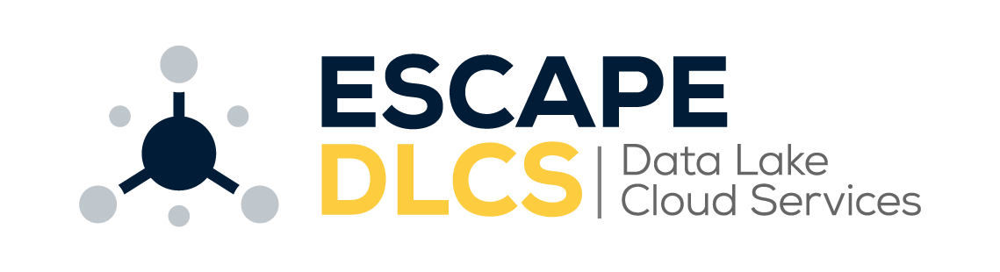 ESCAPE
DLCS
Data Lake
Cloud Services